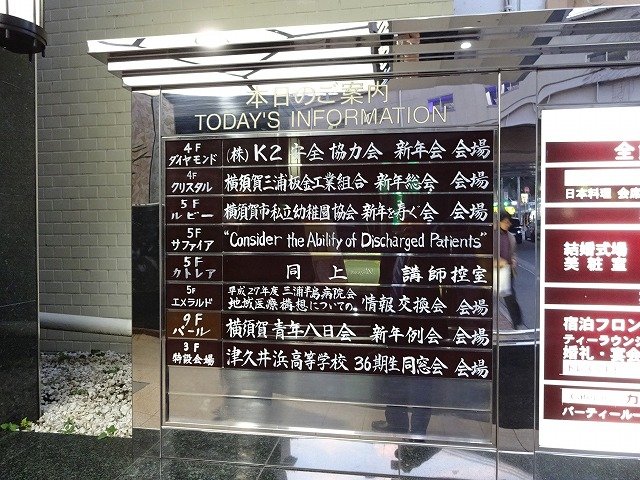 本日のご案内
TODAY'S INFORMATION
4F ダイヤモンド (株) K2 安全 協力会 新年会 会場
4F クリスタル 横須賀三浦板金工業組合 新年総会 会場
5F ルビー 横須賀市私立幼稚園協会 新年を寿ぐ会 会場
5F サファイア "Consider the Ability of Discharged Patients"
5F カトレア 同上 講師控室
5F エメラルド 平成27年度 三浦半島病院会
地域医療構想についての。情報交換会 会場
9F パール 横須賀青年八日会 新年例会 会場
3F 特設会場 津久井浜高等学校 36期生同窓会 会場
日本料理
結婚式場
美粧室
宿泊フロン
ティーラウンジ
婚礼・宴会
パーティールー